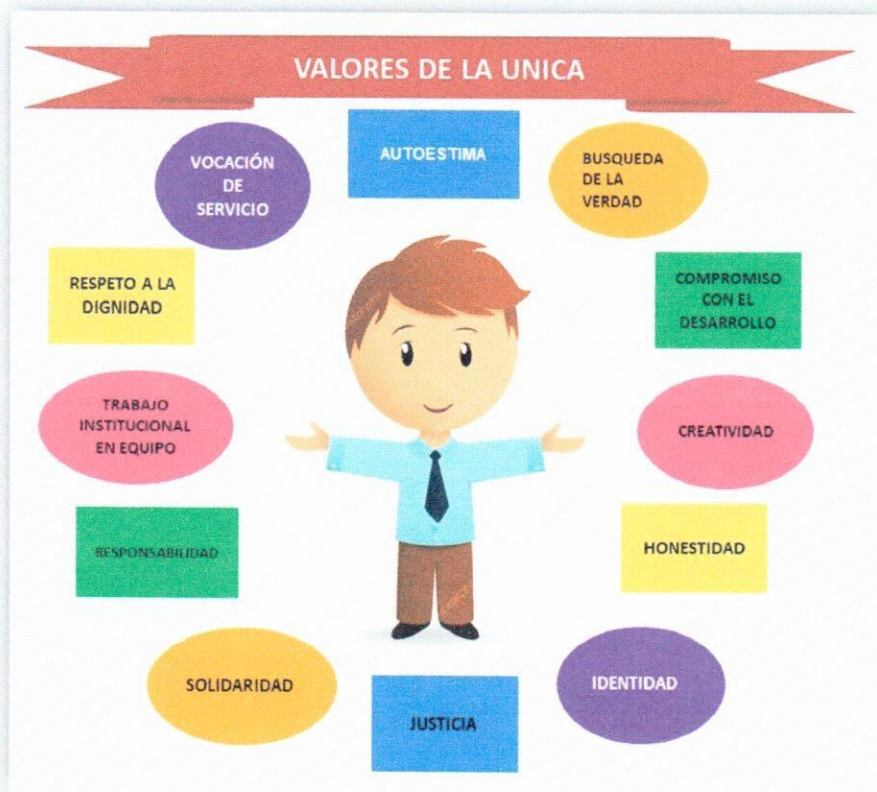 VALORES DE LA UNICA
AUTOESTIMA
BUSQUEDA
DE LA
VERDAD
COMPROMISO
CON EL
DESARROLLO
CREATIVIDAD
HONESTIDAD
IDENTIDAD
JUSTICIA
SOLIDARIDAD
RESPONSABILIDAD
TRABAJO
INSTITUCIONAL
EN EQUIPO
RESPETO A LA
DIGNIDAD
VOCACIÓN
DE
SERVICIO